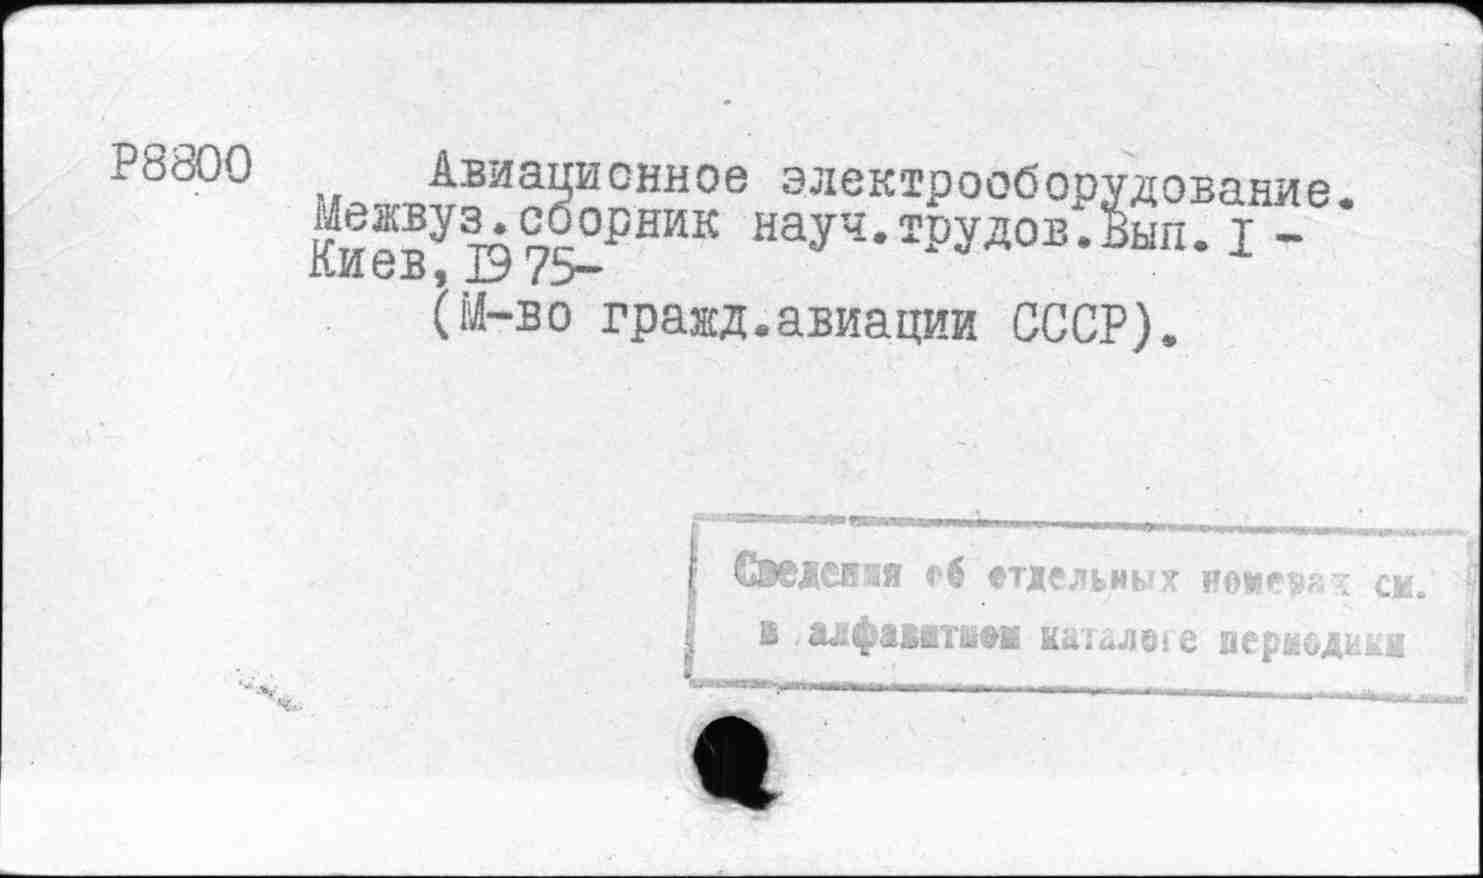 Р8800 Авиационное электрооборудование.
Межвуз.сборник науч.трудов.Вып. I -
Киев, I975-
(М-во гражд.авиации СССР).
Сведения об отдельных номерах см.
в алфавитном каталоге периодики